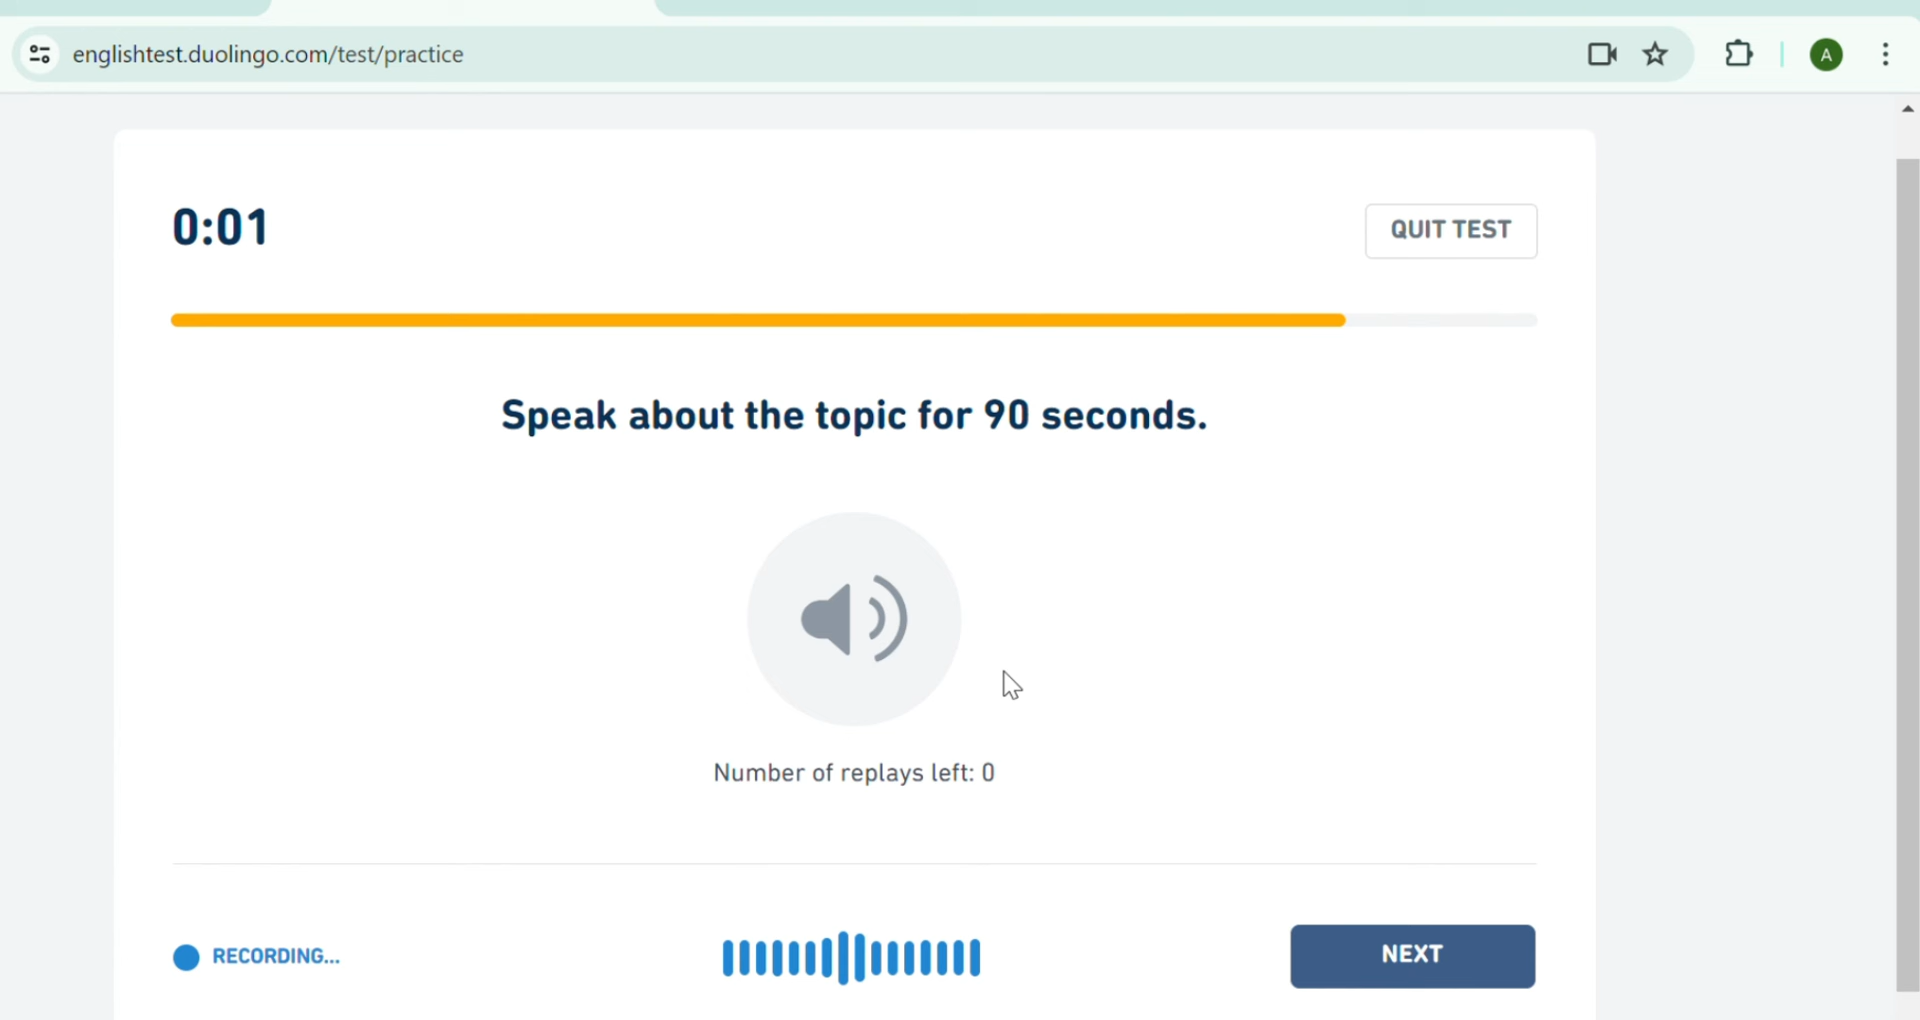 englishtest.duolingo.com/test/practice
A
0:01
QUIT TEST
Speak about the topic for 90 seconds.
Number of replays left: 0
RECORDING...
NEXT